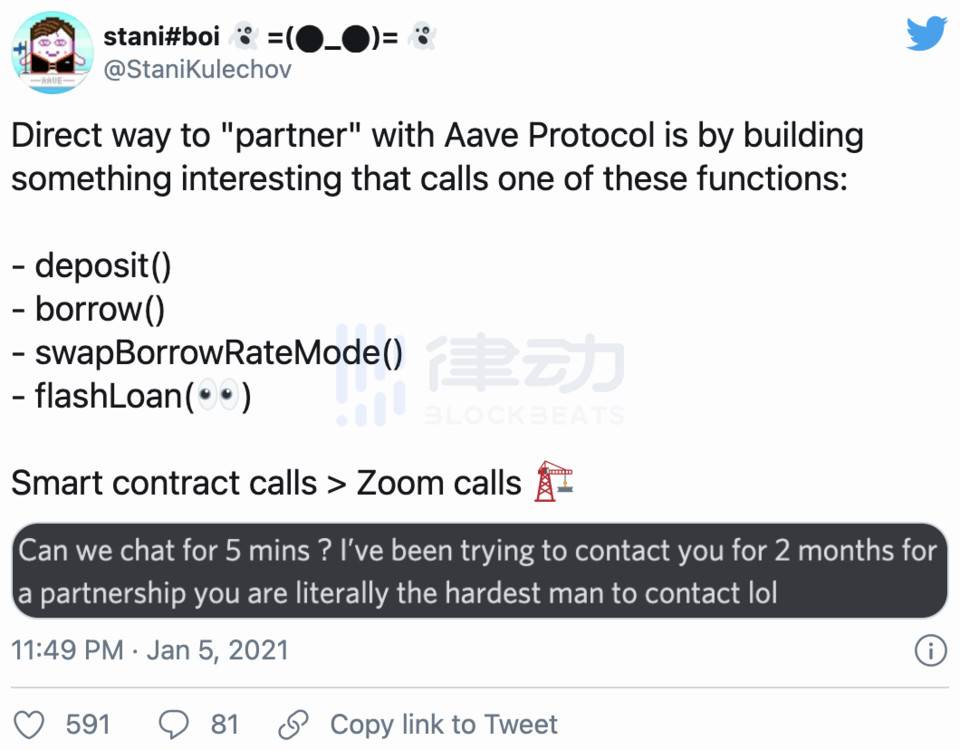 stani#boi 👻 =(⚫_⚫)= 👻
@StaniKulechov
AAVE
Direct way to "partner" with Aave Protocol is by building
something interesting that calls one of these functions:
- deposit()
- borrow()
- swapBorrowRateMode()
- flashLoan(👀)
律动
BLOCKBEATS
Smart contract calls > Zoom calls 🏗️
Can we chat for 5 mins ? I’ve been trying to contact you for 2 months for
a partnership you are literally the hardest man to contact lol
11:49 PM · Jan 5, 2021
591 81 Copy link to Tweet